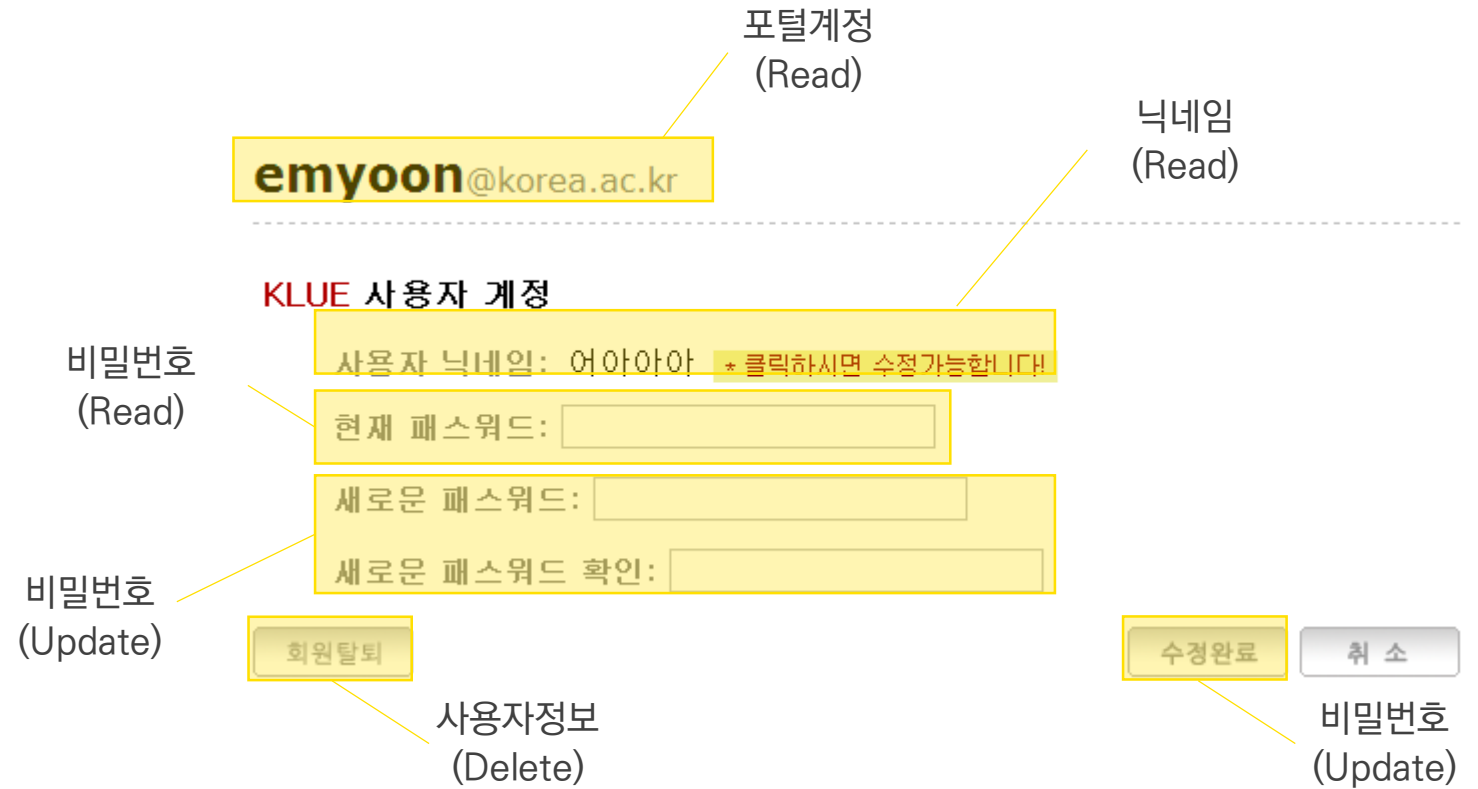 포털계정
(Read)
닉네임
(Read)
emyoon@korea.ac.kr
KLUE 사용자 계정
비밀번호
(Read)
사용자 닉네임: 어아아아 * 클릭하시면 수정가능합니다!
현재 패스워드:
새로운 패스워드:
새로운 패스워드 확인:
비밀번호
(Update)
회원탈퇴
수정완료
취 소
사용자정보
(Delete)
비밀번호
(Update)